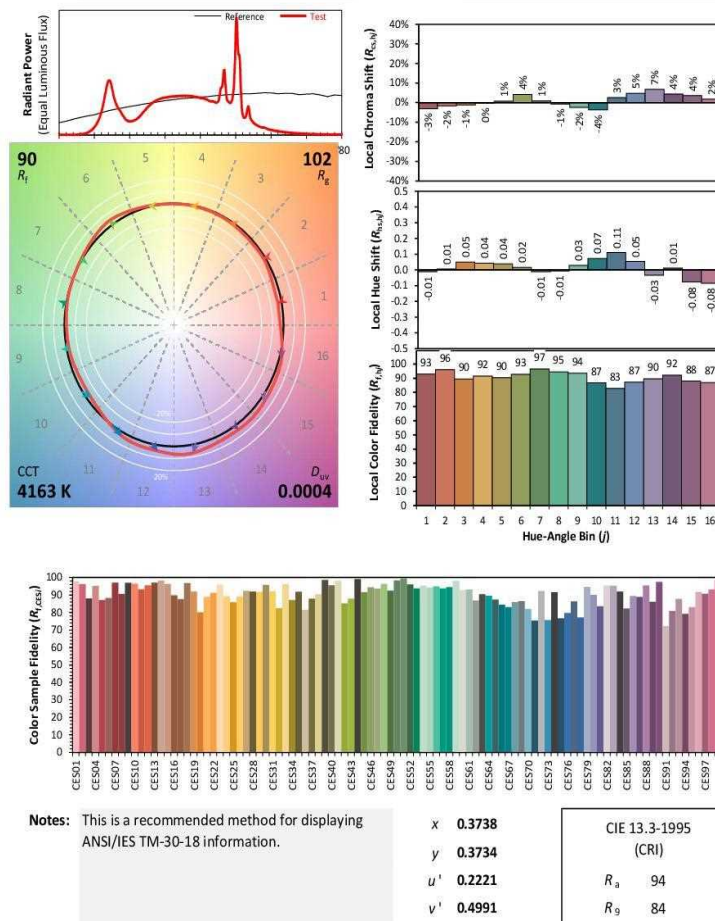 Reference Test
Radiant Power
(Equal Luminous Flux)
80
90
Rf
102
Rg
5 4
6 3
7 2
8 1
9 16
10 15
11 14
12 13
20%
20%
CCT
4163 K
Duv
0.0004
Local Chroma Shift (Rcs,hj)
40%
30%
20%
10%
0%
-10%
-20%
-30%
-40%
-3% -2% -1% 0% 1% 4% 1% -1% -2% -4% 3% 5% 7% 4% 4% 2%
Local Hue Shift (Rhs,hj)
0.5
0.4
0.3
0.2
0.1
0.0
-0.1
-0.2
-0.3
-0.4
-0.5
-0.01 0.01 0.05 0.04 0.04 0.02 -0.01 -0.01 0.03 0.07 0.11 0.05 -0.03 0.01 -0.08 -0.08
Local Color Fidelity (Rf,hj)
100
90
80
70
60
50
40
30
20
10
0
93 96 90 92 90 93 97 95 94 87 83 87 90 92 88 87
1 2 3 4 5 6 7 8 9 10 11 12 13 14 15 16
Hue-Angle Bin (j)
Color Sample Fidelity (Rf,CESi)
100
90
80
70
60
50
40
30
20
10
0
CES01 CES04 CES07 CES10 CES13 CES16 CES19 CES22 CES25 CES28 CES31 CES34 CES37 CES40 CES43 CES46 CES49 CES52 CES55 CES58 CES61 CES64 CES67 CES70 CES73 CES76 CES79 CES82 CES85 CES88 CES91 CES94 CES97
Notes: This is a recommended method for displaying
ANSI/IES TM-30-18 information.
x 0.3738
y 0.3734
u' 0.2221
v' 0.4991
CIE 13.3-1995
(CRI)
Ra 94
R9 84